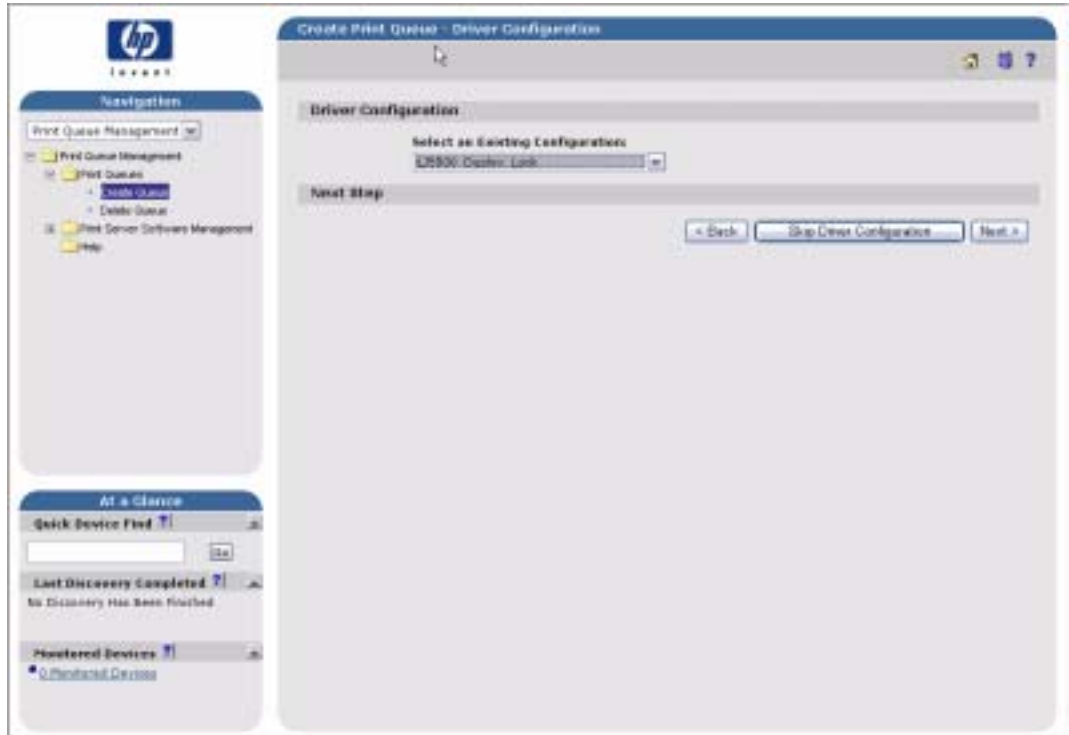 hp
invent
Navigation
Print Queue Management
Print Queue Management
Print Queues
Create Queue
Delete Queue
Print Server Software Management
Help
At a Glance
Quick Device Find ?
Go
Last Discovery Completed ?
No Discovery Has Been Finished
Monitored Devices ?
0 Monitored Devices
Create Print Queue - Driver Configuration
?
Driver Configuration
Select an Existing Configuration:
Duplex
Next Step
< Back
Skip Driver Configuration
Next >